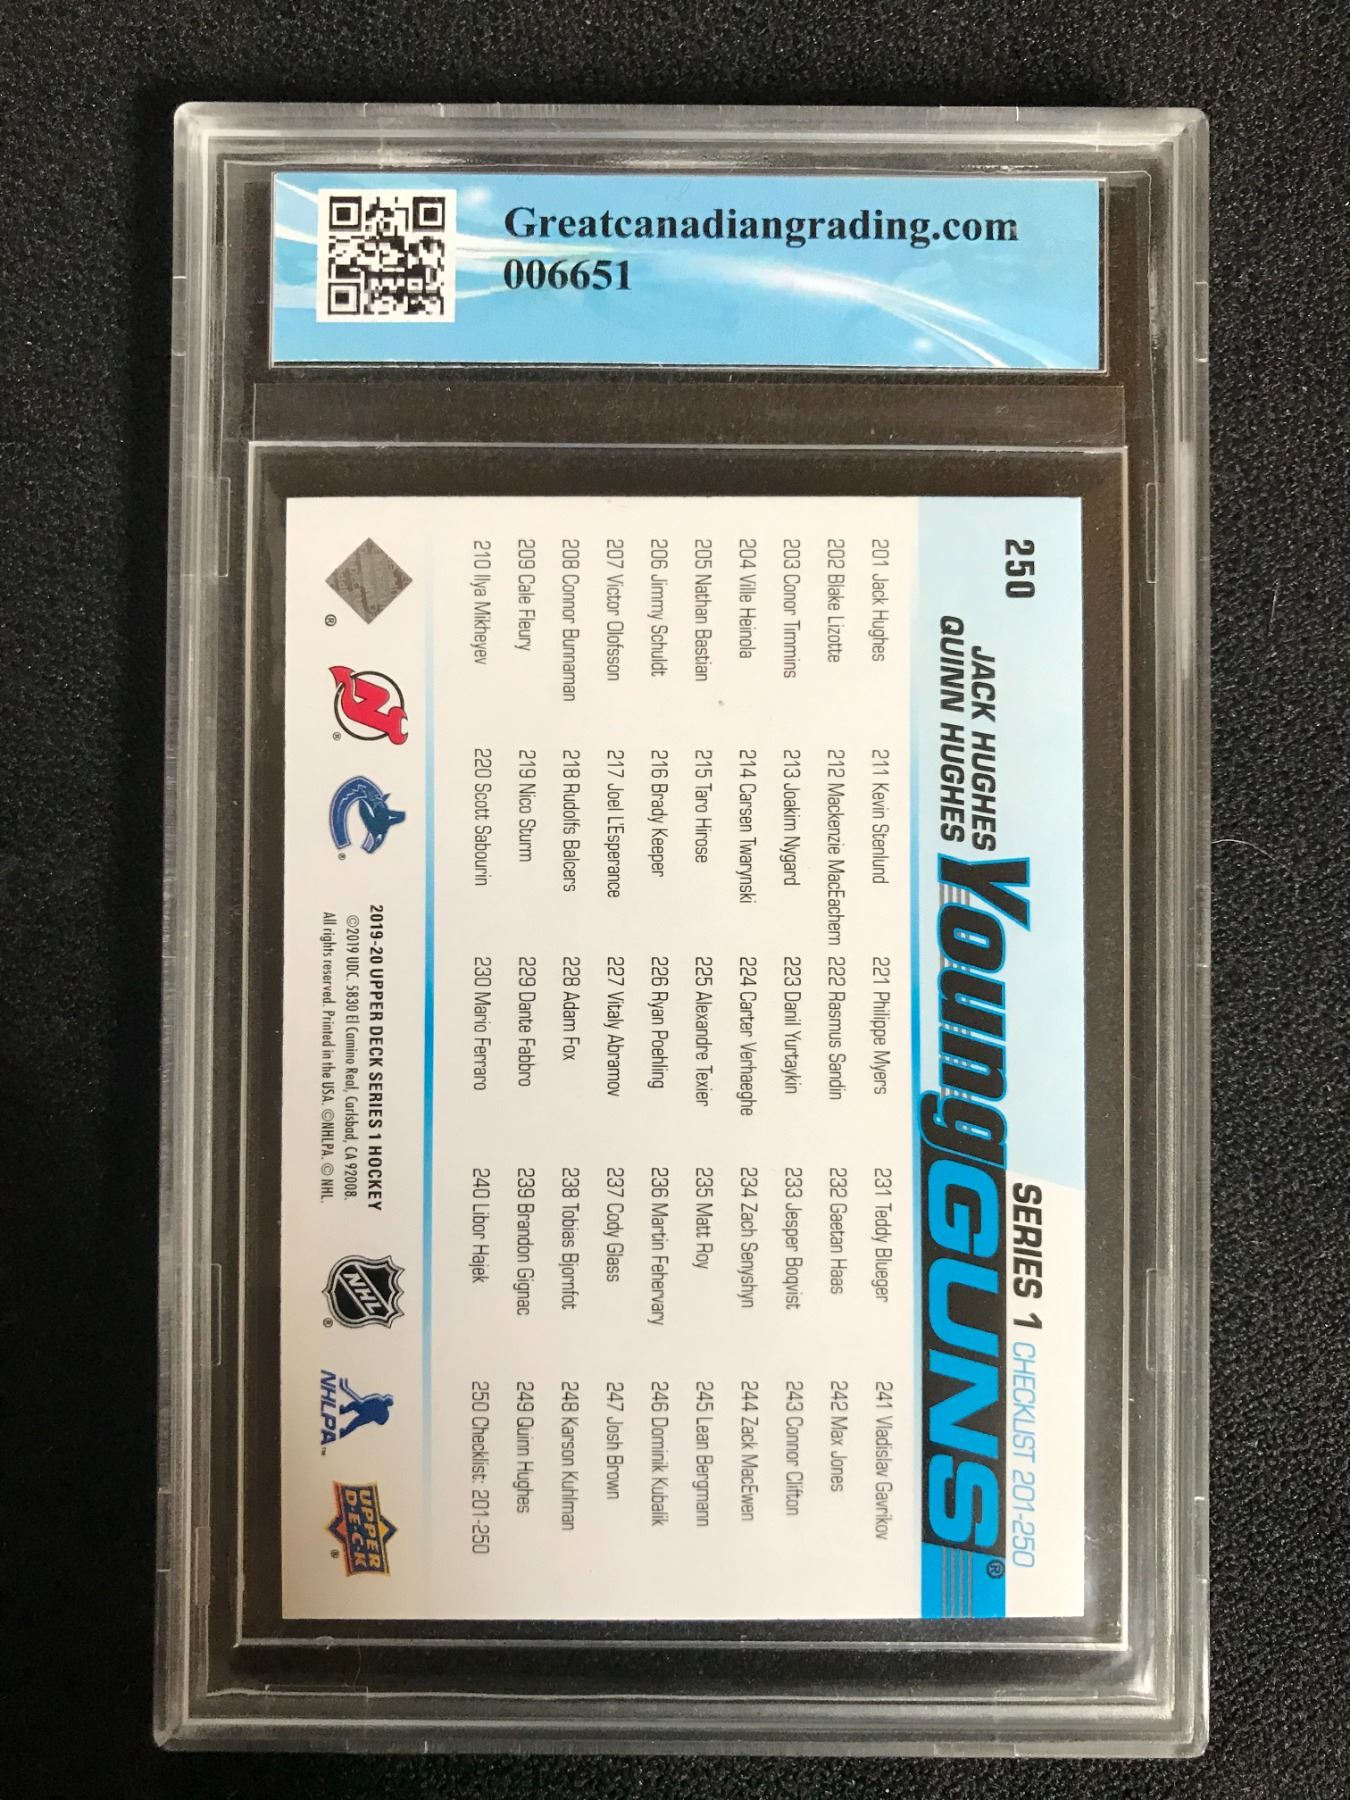 Greatcanadiangrading.com
006651
250
JACK HUGHES
QUINN HUGHES
Young GUNS®
SERIES 1 CHECKLIST 201-250
201 Jack Hughes
202 Blake Lizotte
203 Conor Timmins
204 Ville Heinola
205 Nathan Bastian
206 Jimmy Schuldt
207 Victor Olofsson
208 Connor Bunnaman
209 Cale Fleury
210 Ilya Mikheyev
211 Kevin Stenlund
212 Mackenzie MacEachern
213 Joakim Nygard
214 Carsen Twarynski
215 Taro Hirose
216 Brady Keeper
217 Joel L'Esperance
218 Rudolfs Balcers
219 Nico Sturm
220 Scott Sabourin
221 Philippe Myers
222 Rasmus Sandin
223 Danil Yurtaykin
224 Carter Verhaeghe
225 Alexandre Texier
226 Ryan Poehling
227 Vitaly Abramov
228 Adam Fox
229 Dante Fabbro
230 Mario Ferraro
231 Teddy Blueger
232 Gaetan Haas
233 Jesper Boqvist
234 Zach Senyshyn
235 Matt Roy
236 Martin Fehervary
237 Cody Glass
238 Tobias Bjornfot
239 Brandon Gignac
240 Libor Hajek
241 Vladislav Gavrikov
242 Max Jones
243 Connor Clifton
244 Zack MacEwen
245 Lean Bergmann
246 Dominik Kubalik
247 Josh Brown
248 Karson Kuhlman
249 Quinn Hughes
250 Checklist: 201-250
2019-20 UPPER DECK SERIES 1 HOCKEY
©2019 UDC. 5830 El Camino Real, Carlsbad, CA 92008.
All rights reserved. Printed in the USA. ©NHLPA. © NHL.
NHL®
NHLPA™
UPPER
D·E·C·K®